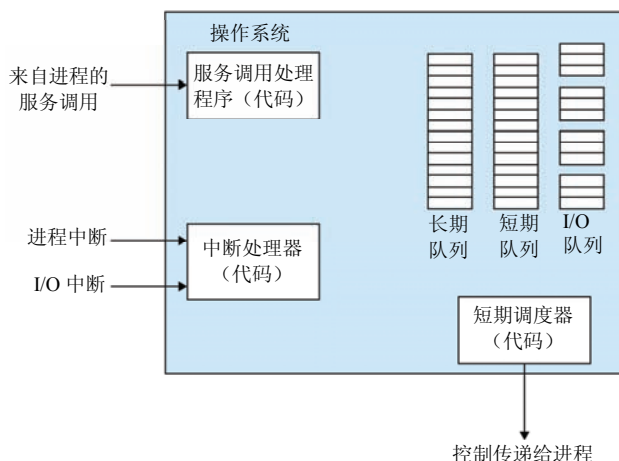 操作系统
来自进程的
服务调用
服务调用处理
程序（代码）
进程中断
I/O 中断
中断处理器
（代码）
长期
队列
短期
队列
I/O
队列
短期调度器
（代码）
控制传递给进程